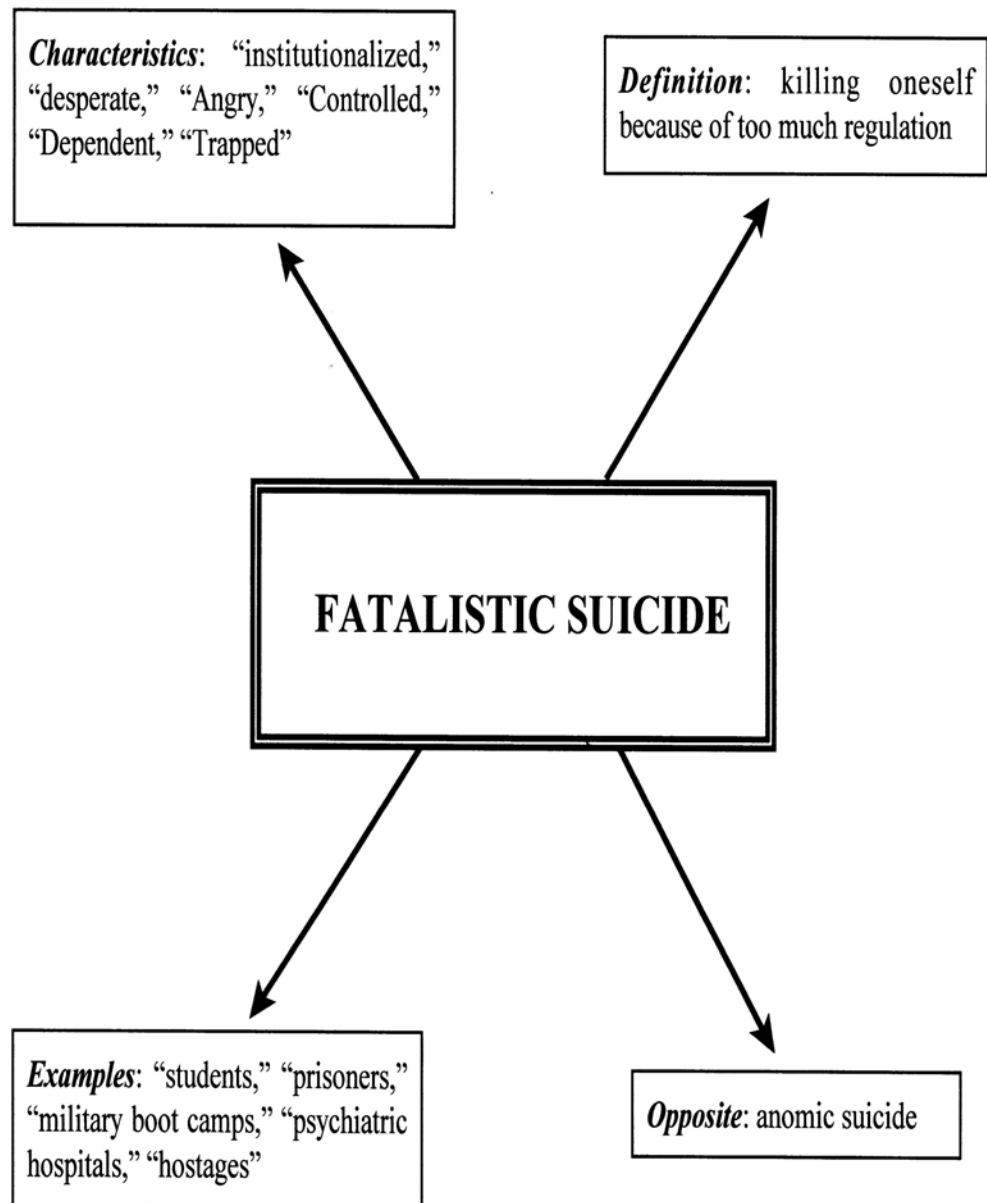 Characteristics: “institutionalized,”
“desperate,” “Angry,” “Controlled,”
“Dependent,” “Trapped”
Definition: killing oneself
because of too much regulation
FATALISTIC SUICIDE
Examples: “students,” “prisoners,”
“military boot camps,” “psychiatric
hospitals,” “hostages”
Opposite: anomic suicide